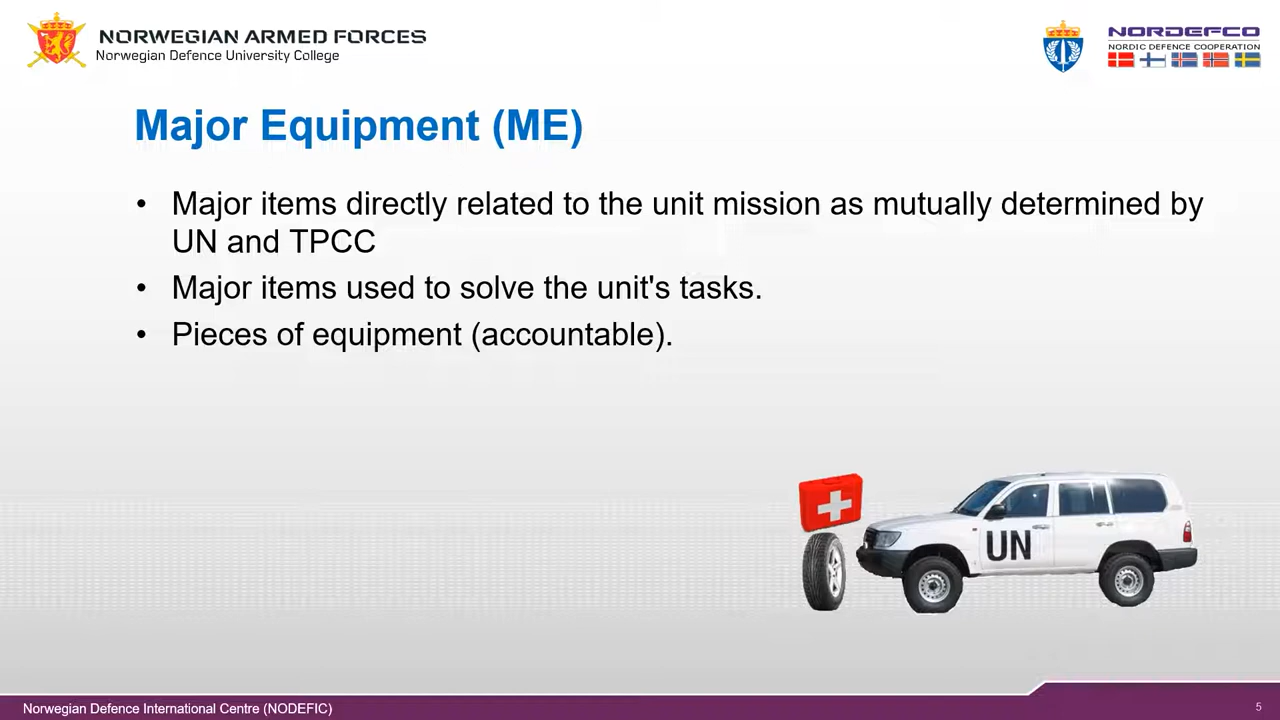 NORWEGIAN ARMED FORCES
Norwegian Defence University College
NORDEFCO
NORDIC DEFENCE COOPERATION
Major Equipment (ME)
• Major items directly related to the unit mission as mutually determined by
UN and TPCC
• Major items used to solve the unit's tasks.
• Pieces of equipment (accountable).
UN
Norwegian Defence International Centre (NODEFIC)
5